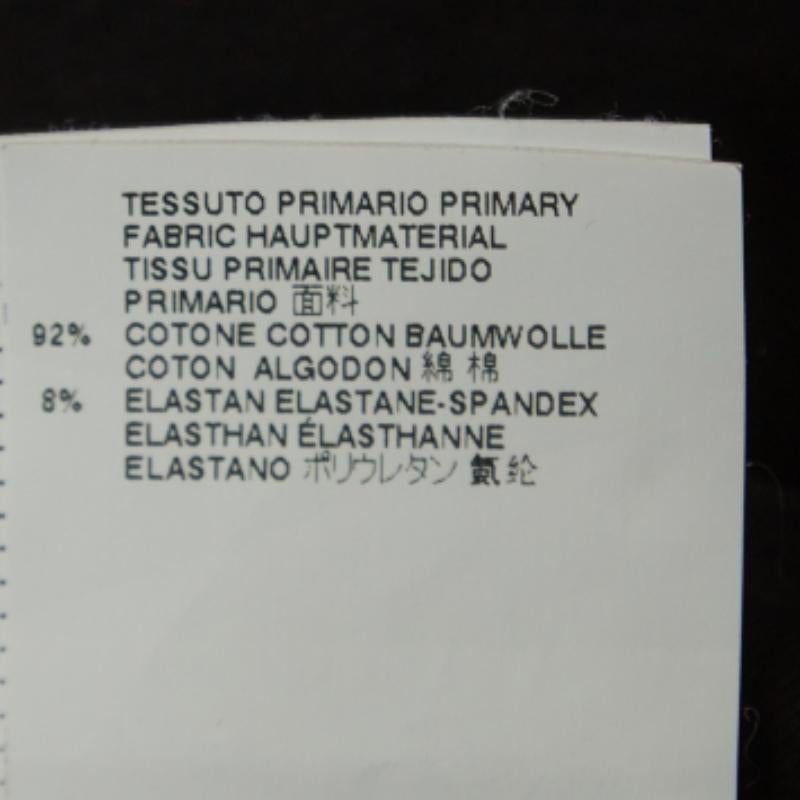 TESSUTO PRIMARIO PRIMARY
FABRIC HAUPTMATERIAL
TISSU PRIMAIRE TEJIDO
PRIMARIO 面料
92% COTONE COTTON BAUMWOLLE
COTON ALGODON 綿 棉
8% ELASTAN ELASTANE-SPANDEX
ELASTHAN ÉLASTHANNE
ELASTANO ポリウレタン 氨纶